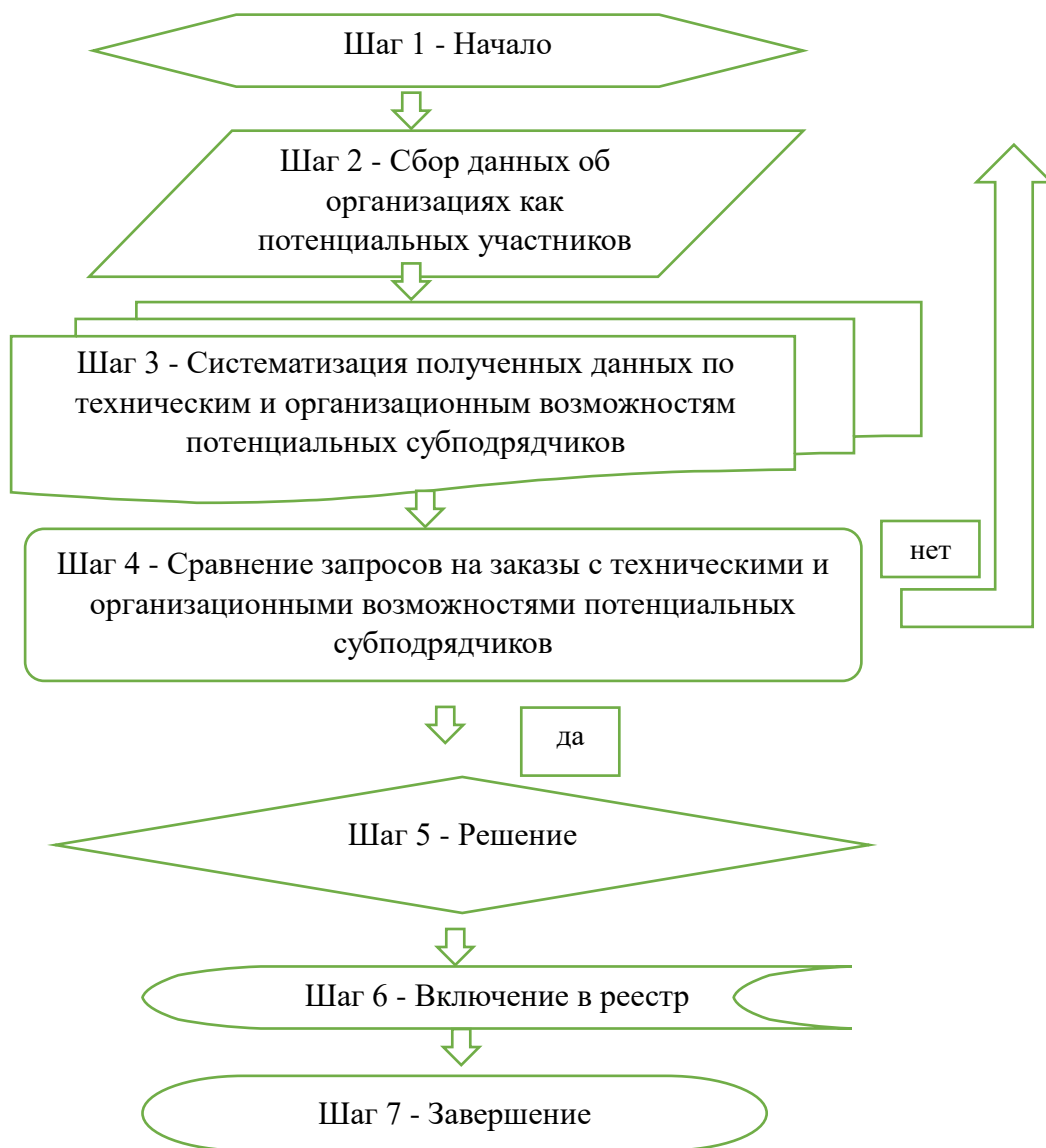 Шаг 1 - Начало
Шаг 2 - Сбор данных об
организациях как
потенциальных участников
Шаг 3 - Систематизация полученных данных по
техническим и организационным возможностям
потенциальных субподрядчиков
нет
Шаг 4 - Сравнение запросов на заказы с техническими и
организационными возможностями потенциальных
субподрядчиков
да
Шаг 5 - Решение
Шаг 6 - Включение в реестр
Шаг 7 - Завершение